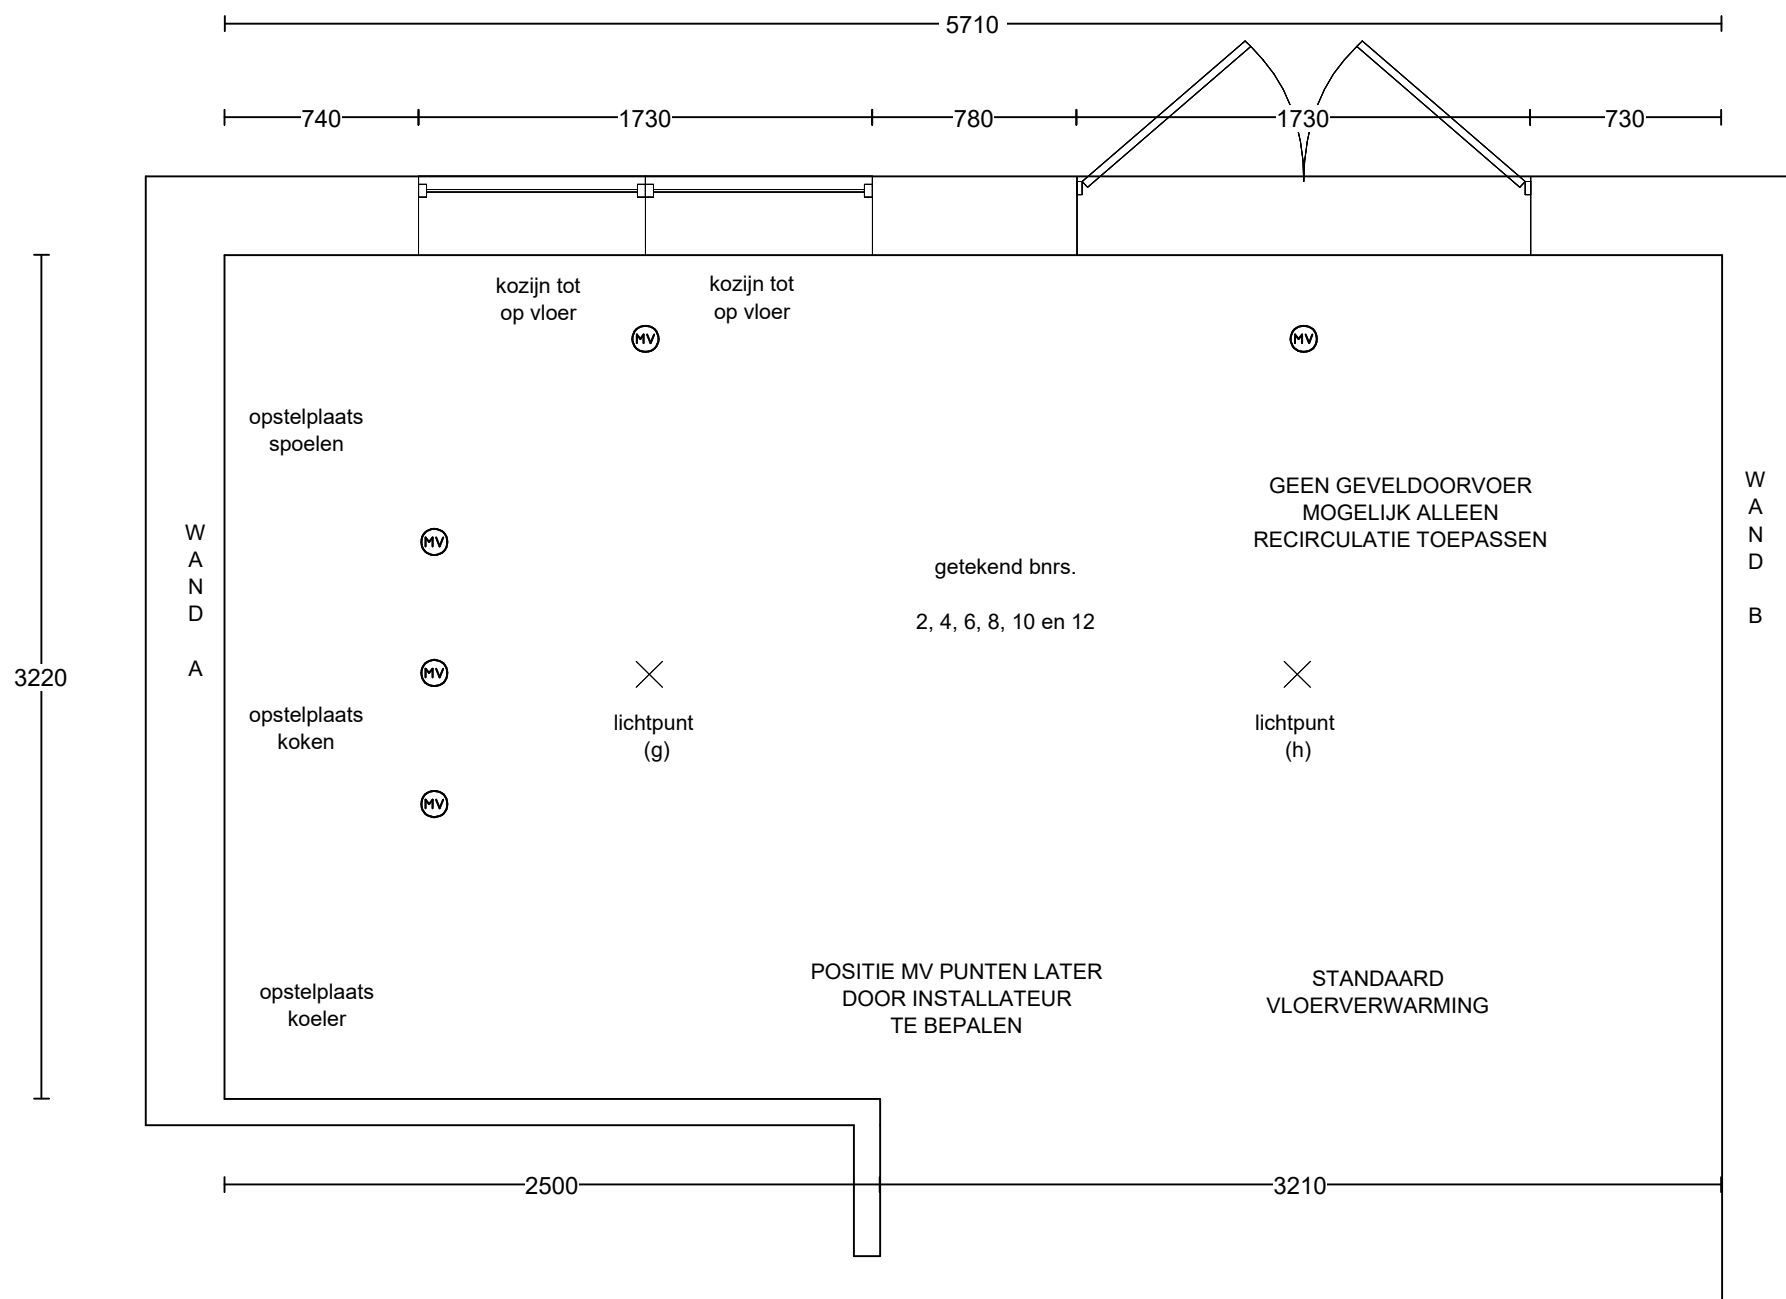 5710
740
1730
780
1730
730
kozijn tot
op vloer
kozijn tot
op vloer
MV
MV
opstelplaats
spoelen
GEEN GEVELDOORVOER
MOGELIJK ALLEEN
RECIRCULATIE TOEPASSEN
W
A
N
D
A
W
A
N
D
B
MV
getekend bnrs.
2, 4, 6, 8, 10 en 12
3220
MV
opstelplaats
koken
lichtpunt
(g)
lichtpunt
(h)
MV
opstelplaats
koeler
POSITIE MV PUNTEN LATER
DOOR INSTALLATEUR
TE BEPALEN
STANDAARD
VLOERVERWARMING
2500
3210